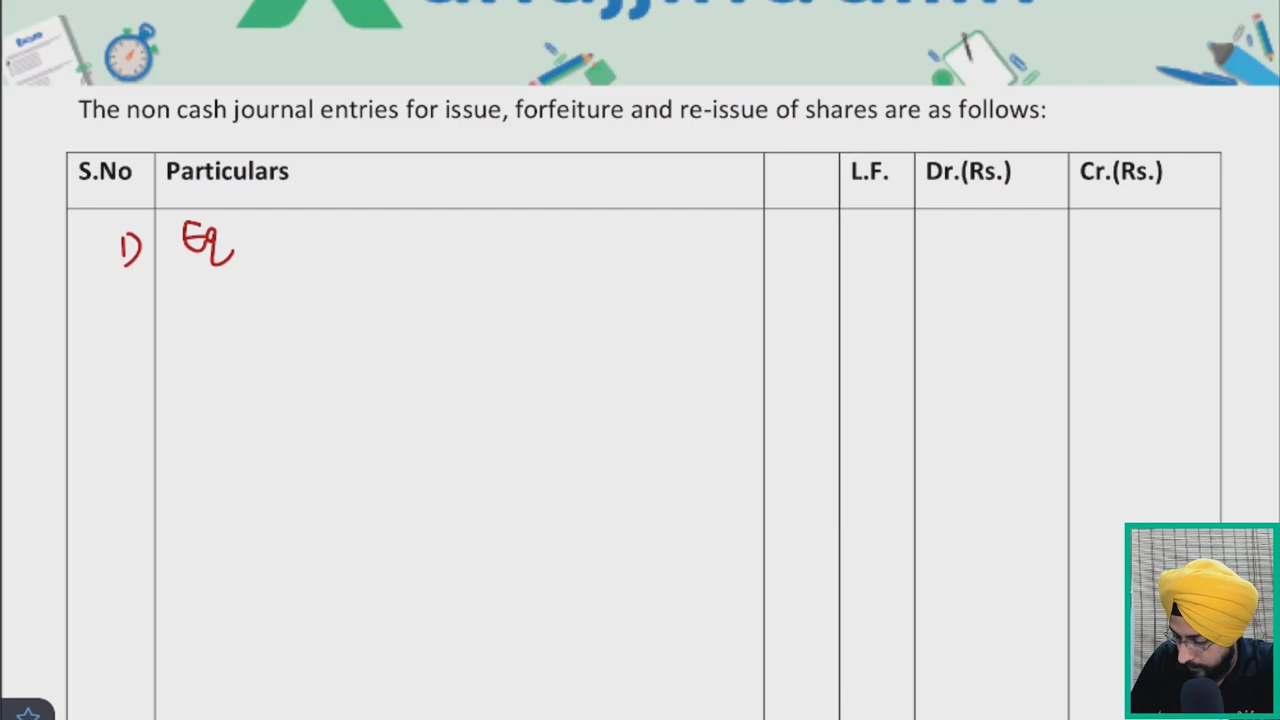 The non cash journal entries for issue, forfeiture and re-issue of shares are as follows:
S.No Particulars L.F. Dr.(Rs.) Cr.(Rs.)
1) Eq